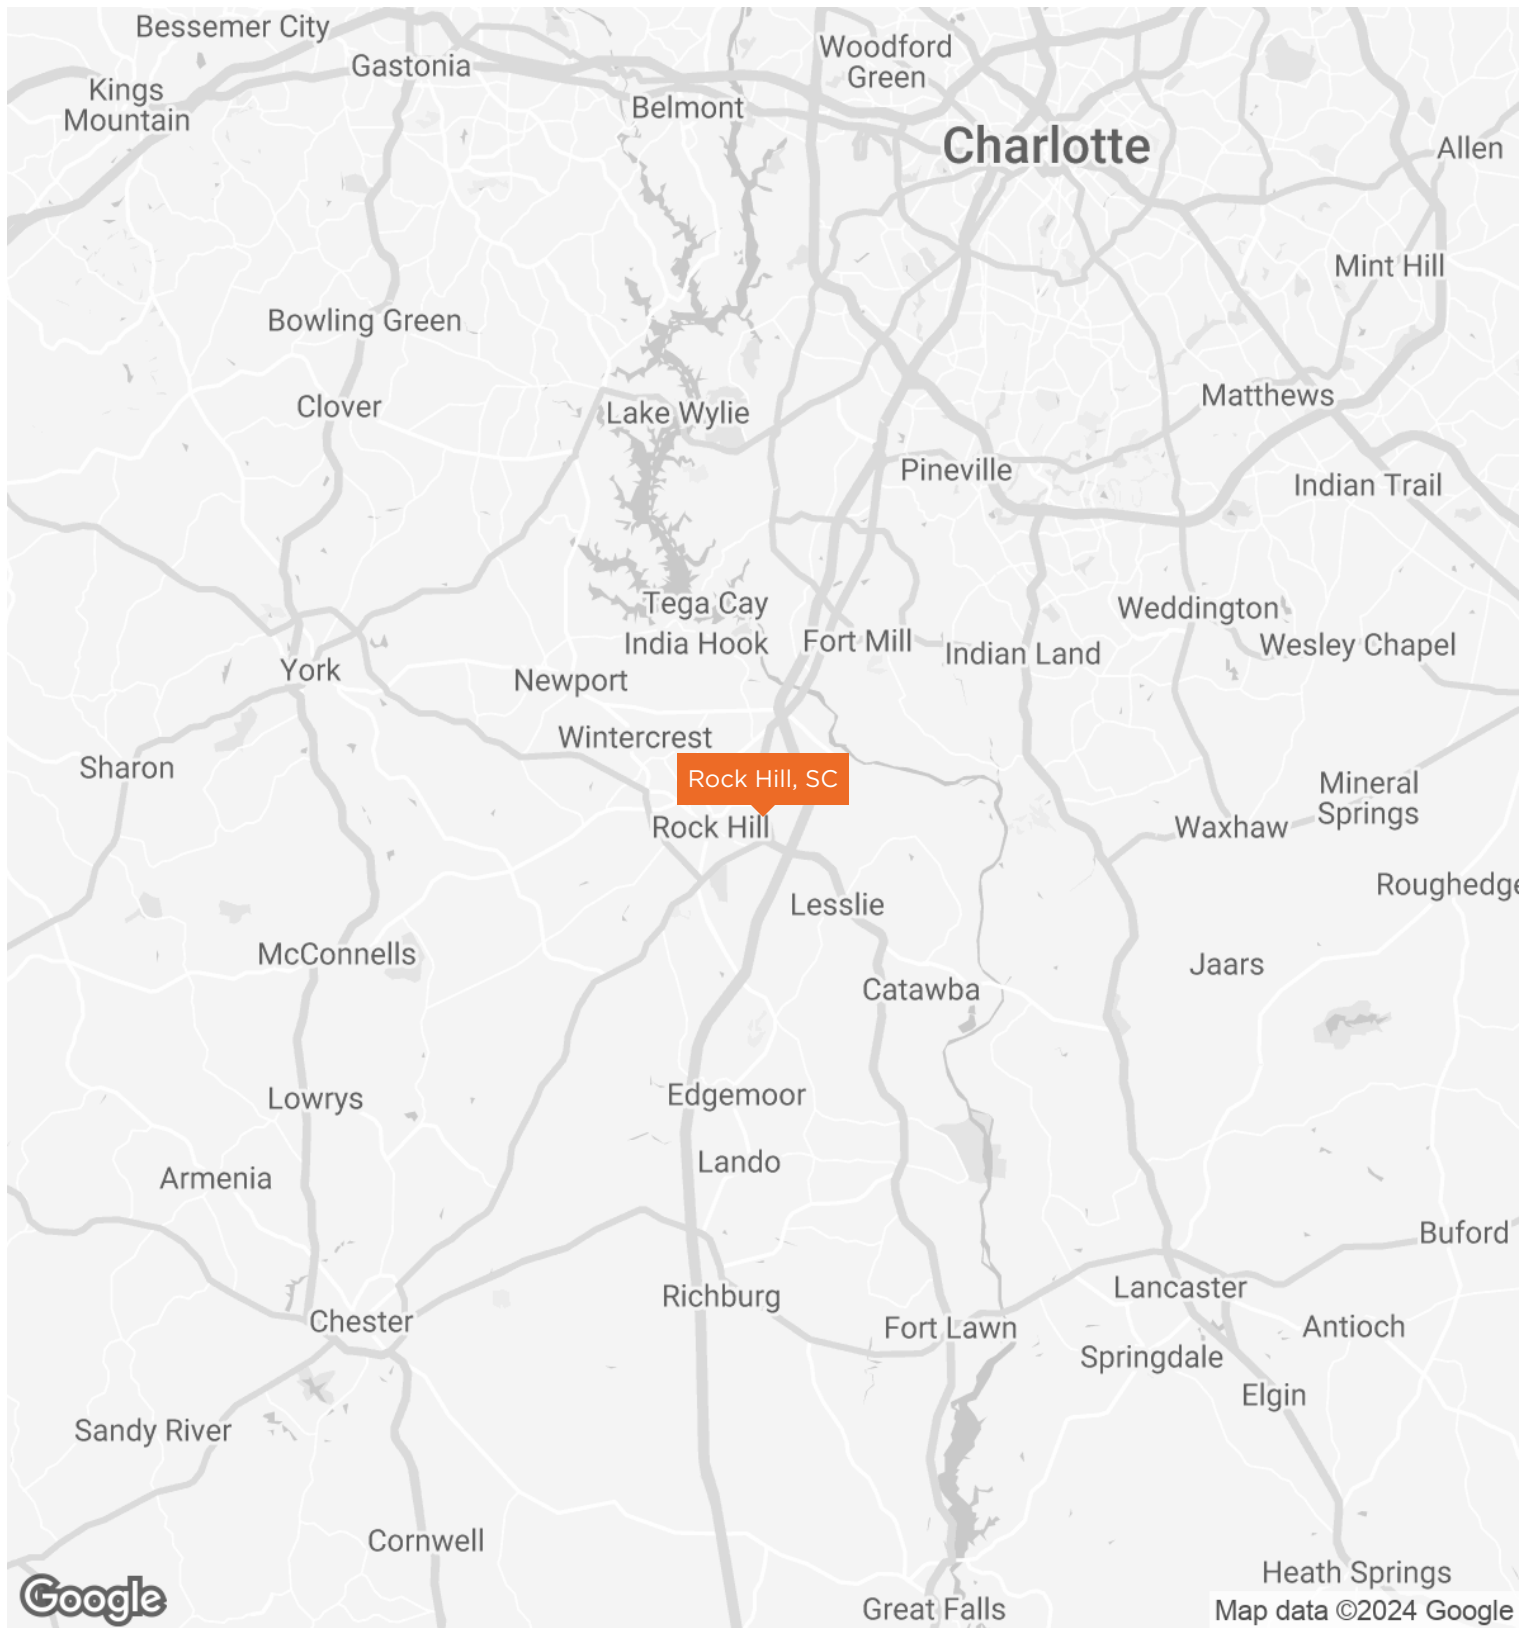 Bessemer City
Woodford
Green
Gastonia
Kings
Mountain
Belmont
Charlotte
Allen
Mint Hill
Bowling Green
Clover
Lake Wylie
Matthews
Pineville
Indian Trail
Tega Cay
Weddington
India Hook
Fort Mill
Indian Land
Wesley Chapel
York
Newport
Wintercrest
Sharon
Rock Hill, SC
Mineral
Springs
Rock Hill
Waxhaw
Roughedge
Lesslie
McConnells
Jaars
Catawba
Lowrys
Edgemoor
Lando
Armenia
Buford
Lancaster
Richburg
Chester
Fort Lawn
Antioch
Springdale
Elgin
Sandy River
Cornwell
Heath Springs
Google
Great Falls
Map data ©2024 Google